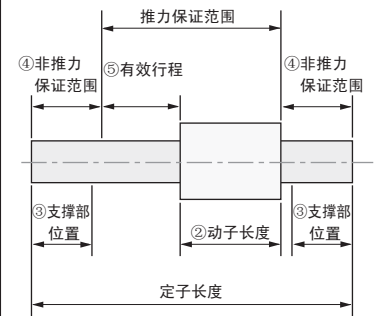 推力保证范围
④非推力
保证范围
⑤有效行程
④非推力
保证范围
③支撑部
位置
②动子长度
③支撑部
位置
定子长度